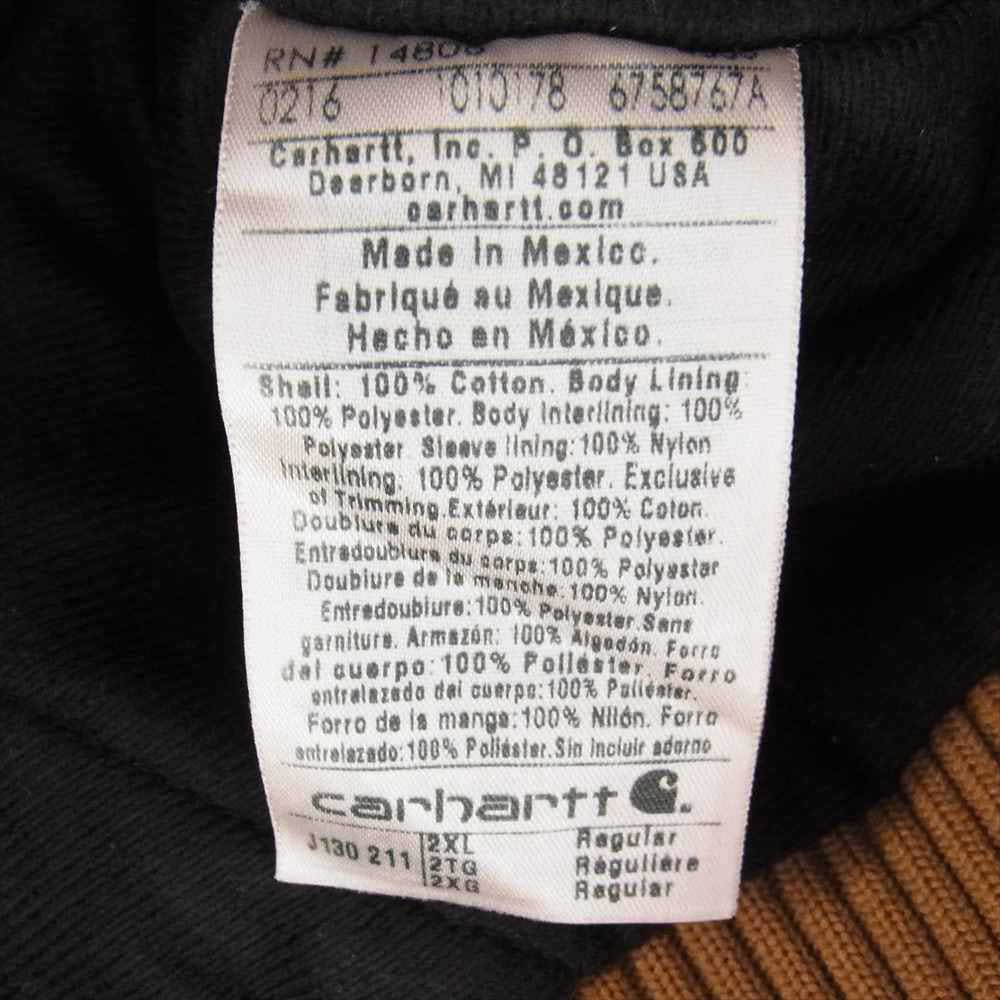 RN# 14806
0216 010178 6758767A
Carhartt, Inc. P. O. Box 600
Dearborn, MI 48121 USA
carhartt.com
Made in Mexico.
Fabriqué au Mexique.
Hecho en México.
Shell: 100% Cotton. Body Lining:
100% Polyester. Body Interlining: 100%
Polyester. Sleeve lining: 100% Nylon
Interlining: 100% Polyester. Exclusive
of Trimming. Extérieur: 100% Coton.
Doublure du corps: 100% Polyester.
Entredoublure du corps: 100% Polyester
Doublure de la manche: 100% Nylon.
Entredoublure: 100% Polyester. Sans
garniture. Armazón: 100% Algodón. Forro
del cuerpo: 100% Poliéster. Forro
entrelazado del cuerpo: 100% Poliéster.
Forro de la manga: 100% Nilón. Forro
entrelazado: 100% Poliéster. Sin incluir adorno
carhartt
J130 211 2XL Regular
2TG Régulière
2XG Regular